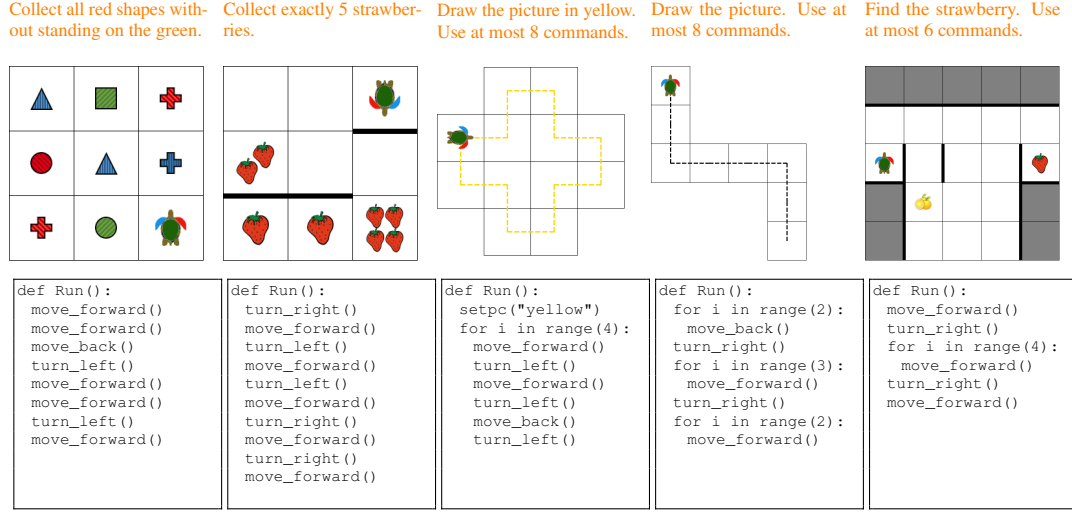 Collect all red shapes with-
out standing on the green.
Collect exactly 5 strawber-
ries.
Draw the picture in yellow.
Use at most 8 commands.
Draw the picture. Use at
most 8 commands.
Find the strawberry. Use
at most 6 commands.
def Run():
move_forward()
move_forward()
move_back()
turn_left()
move_forward()
move_forward()
turn_left()
move_forward()
def Run():
turn_right()
move_forward()
turn_left()
move_forward()
turn_left()
move_forward()
turn_right()
move_forward()
turn_right()
move_forward()
def Run():
setpc("yellow")
for i in range(4):
move_forward()
turn_left()
move_forward()
turn_left()
move_back()
turn_left()
def Run():
for i in range(2):
move_back()
turn_right()
for i in range(3):
move_forward()
turn_right()
for i in range(2):
move_forward()
def Run():
move_forward()
turn_right()
for i in range(4):
move_forward()
turn_right()
move_forward()